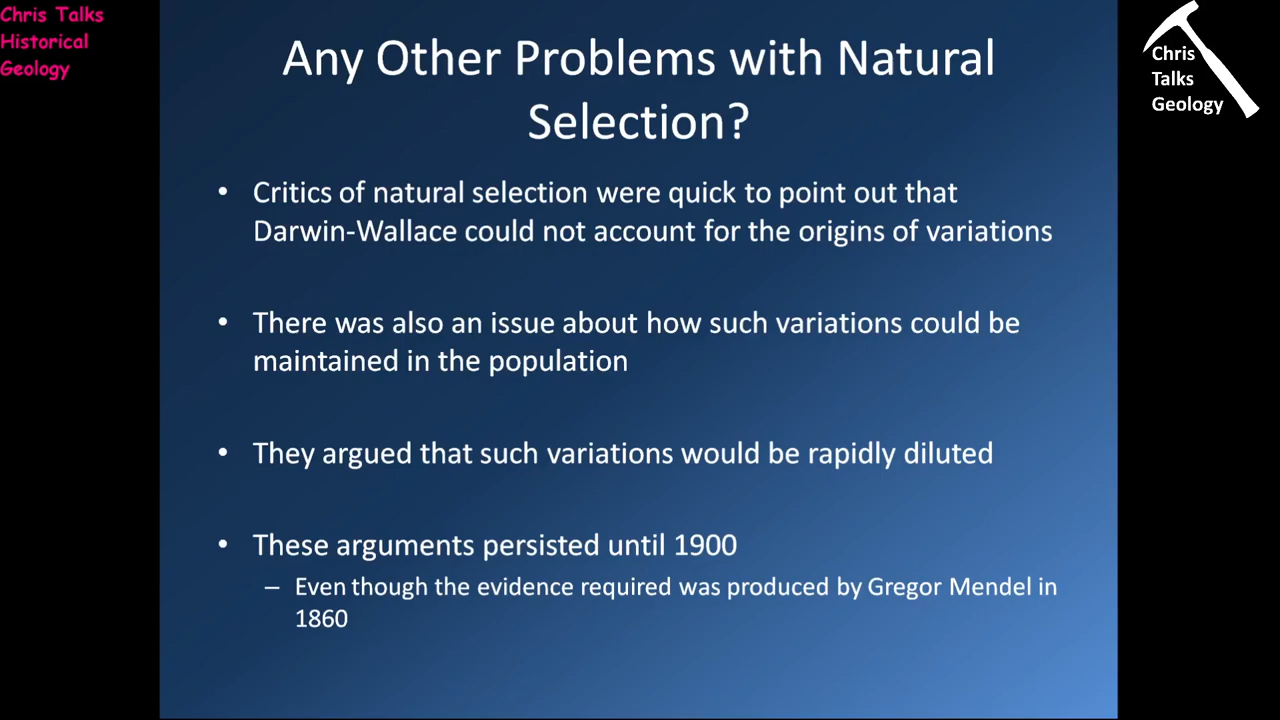 Chris Talks
Historical
Geology
Chris
Talks
Geology
Any Other Problems with Natural
Selection?
• Critics of natural selection were quick to point out that
Darwin-Wallace could not account for the origins of variations
• There was also an issue about how such variations could be
maintained in the population
• They argued that such variations would be rapidly diluted
• These arguments persisted until 1900
– Even though the evidence required was produced by Gregor Mendel in
1860